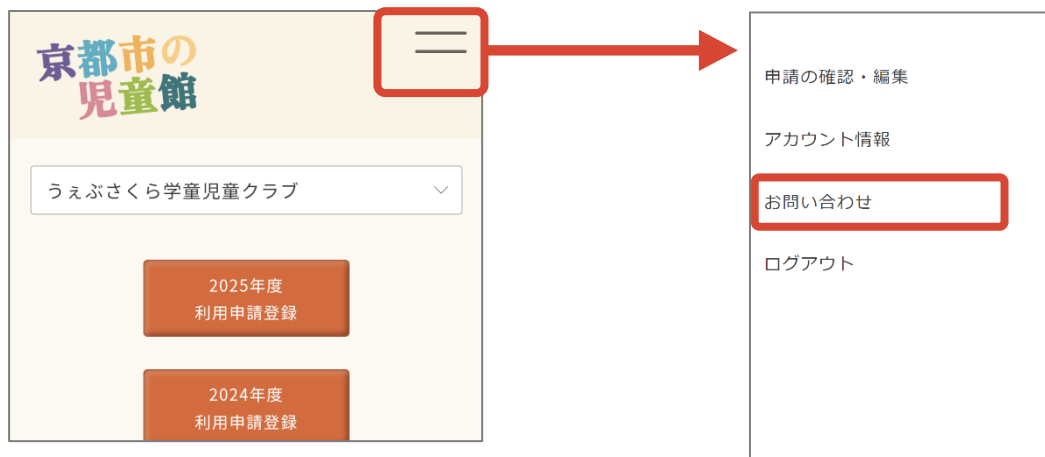 京都市の
児童館
うぇぶさくら学童児童クラブ
2025年度
利用申請登録
2024年度
利用申請登録
申請の確認・編集
アカウント情報
お問い合わせ
ログアウト